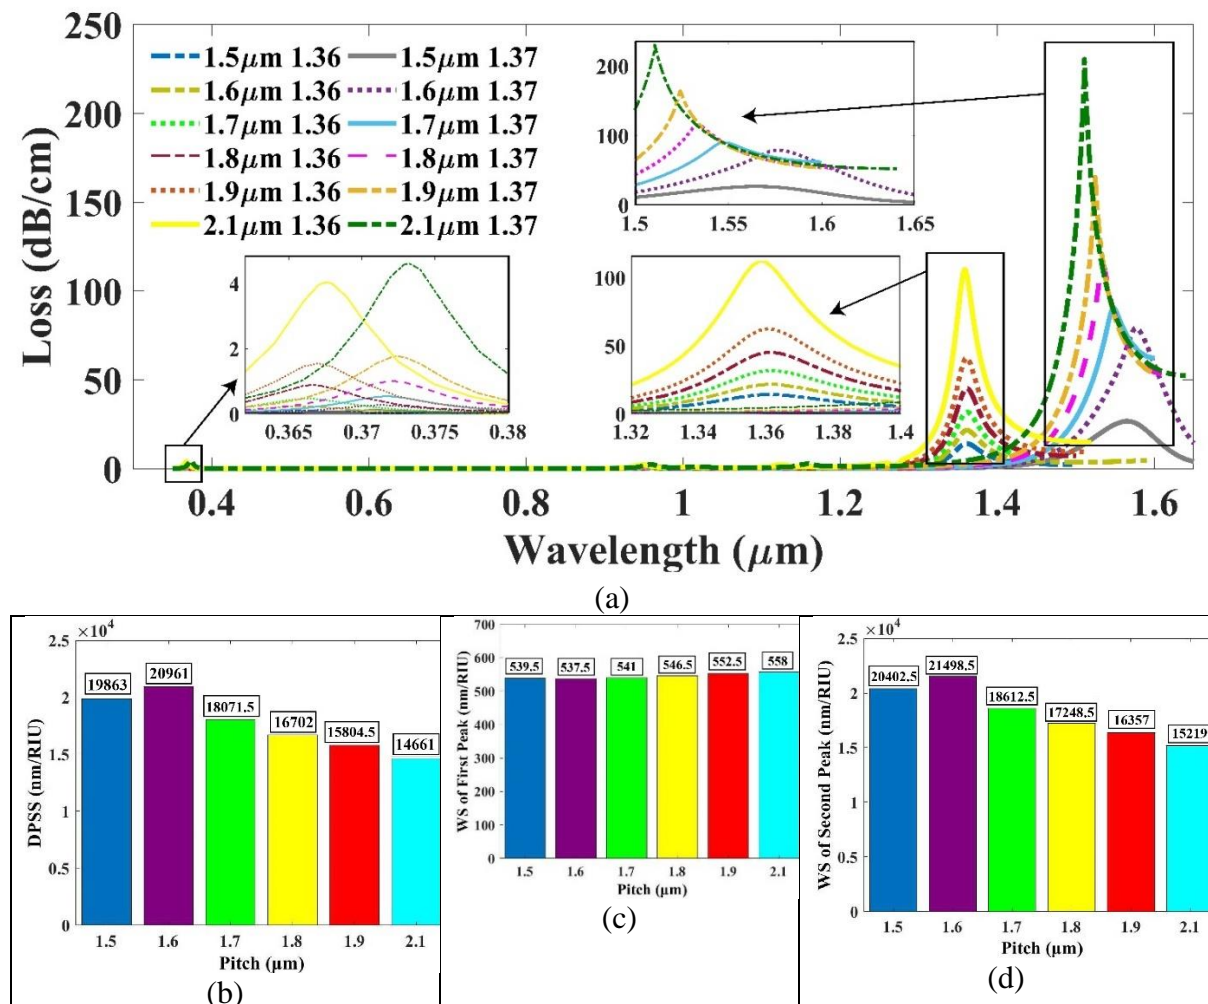 (a)
Loss (dB/cm)
250
200
150
100
50
0
1.5μm 1.36 1.5μm 1.37
1.6μm 1.36 1.6μm 1.37
1.7μm 1.36 1.7μm 1.37
1.8μm 1.36 1.8μm 1.37
1.9μm 1.36 1.9μm 1.37
2.1μm 1.36 2.1μm 1.37
200
100
0
1.5 1.55 1.6 1.65
4
2
0
0.365 0.37 0.375 0.38
100
50
0
1.32 1.34 1.36 1.38 1.4
0.4 0.6 0.8 1 1.2 1.4 1.6
Wavelength (μm)
(a)
×10⁴
DPSS (nm/RIU)
2.5
2
1.5
1
0.5
0
19863 20961 18071.5 16702 15804.5 14661
1.5 1.6 1.7 1.8 1.9 2.1
Pitch (μm)
(b)
WS of First Peak (nm/RIU)
700
600
500
400
300
200
100
0
539.5 537.5 541 546.5 552.5 558
1.5 1.6 1.7 1.8 1.9 2.1
Pitch (μm)
(c)
×10⁴
WS of Second Peak (nm/RIU)
2.5
2
1.5
1
0.5
0
20402.5 21498.5 18612.5 17248.5 16357 15219
1.5 1.6 1.7 1.8 1.9 2.1
Pitch (μm)
(d)